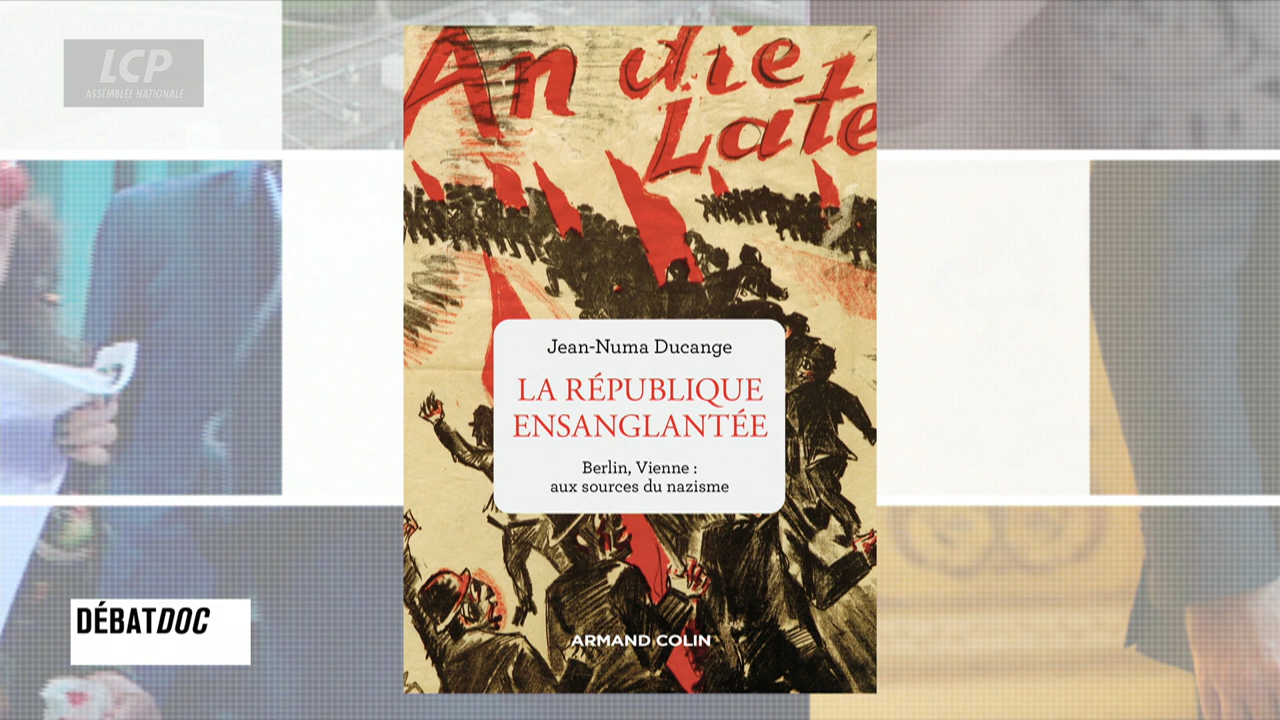 LCP
ASSEMBLÉE NATIONALE
An die
Late
Jean-Numa Ducange
LA RÉPUBLIQUE
ENSANGLANTÉE
Berlin, Vienne :
aux sources du nazisme
ARMAND COLIN
DÉBATDOC